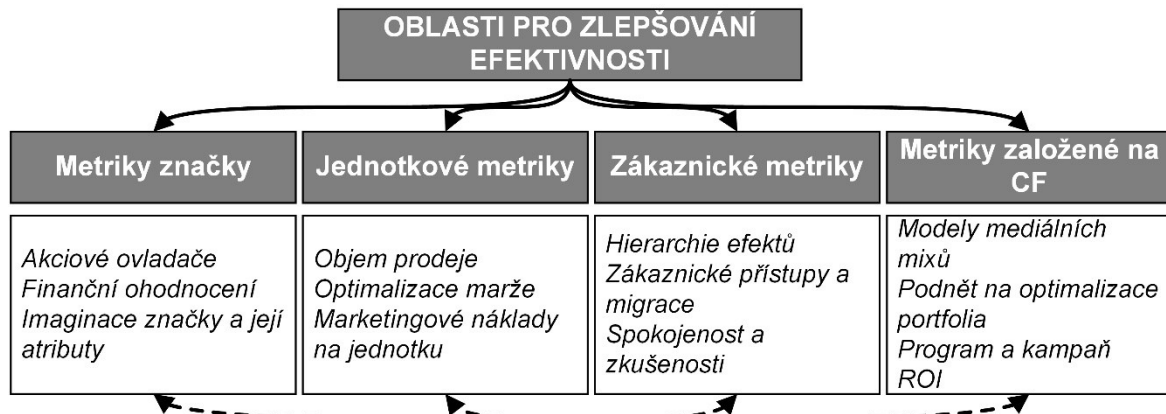 OBLASTI PRO ZLEPŠOVÁNÍ
EFEKTIVNOSTI
Metriky značky
Jednotkové metriky
Zákaznické metriky
Metriky založené na
CF
Akciové ovladače
Finanční ohodnocení
Imaginace značky a její
atributy
Objem prodeje
Optimalizace marže
Marketingové náklady
na jednotku
Hierarchie efektů
Zákaznické přístupy a
migrace
Spokojenost a
zkušenosti
Modely mediálních
mixů
Podnět na optimalizace
portfolia
Program a kampaň
ROI